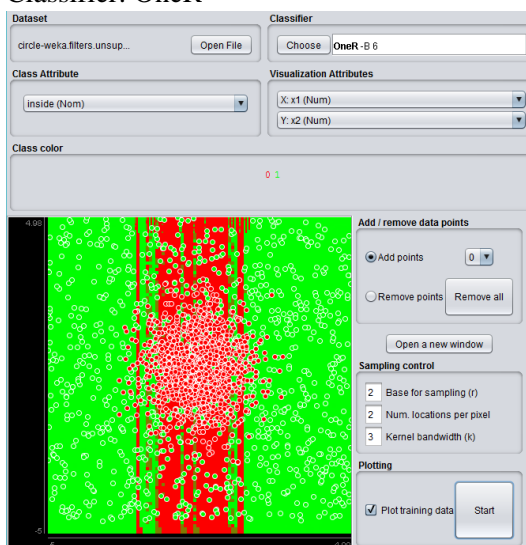 Classifier: OneR
Dataset
circle-weka.filters.unsup...
Open File
Classifier
Choose
OneR -B 6
Class Attribute
inside (Nom)
Visualization Attributes
X: x1 (Num)
Y: x2 (Num)
Class color
0 1
4.98
-5
Add / remove data points
Add points
0
Remove points
Remove all
Open a new window
Sampling control
2 Base for sampling (r)
2 Num. locations per pixel
3 Kernel bandwidth (k)
Plotting
Plot training data
Start